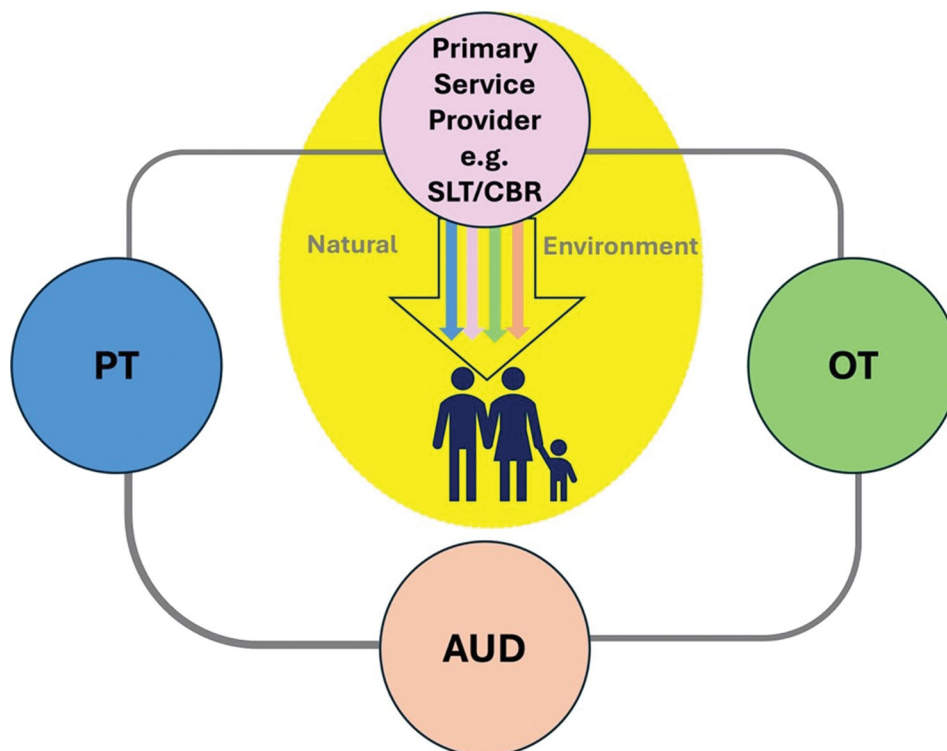 Primary
Service
Provider
e.g.
SLT/CBR
Natural
Environment
PT
OT
AUD